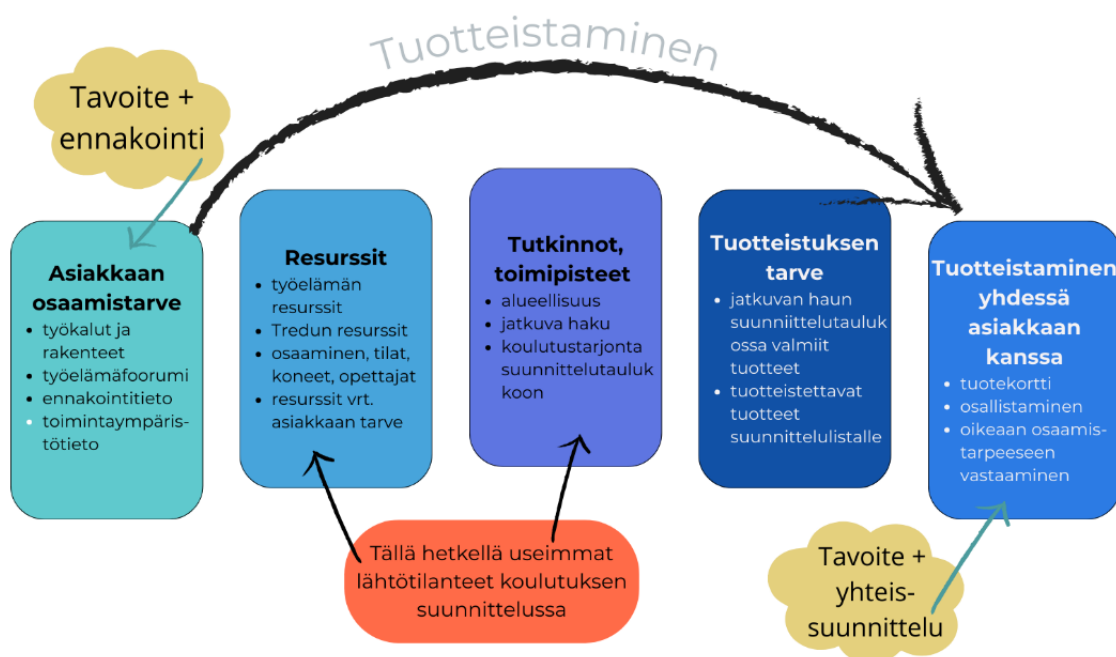 Tuotteistaminen
Tavoite +
ennakointi
Asiakkaan
osaamistarve
• työkalut ja
rakenteet
• työelämäfoorumi
• ennakointitieto
• toimintaympäris-
tötieto
Resurssit
• työelämän
resurssit
• Tredun resurssit
• osaaminen, tilat,
koneet, opettajat
• resurssit vrt.
asiakkaan tarve
Tutkinnot,
toimipisteet
• alueellisuus
• jatkuva haku
• koulutustarjonta
suunnittelutauluk
koon
Tuotteistuksen
tarve
• jatkuvan haun
suunniittelutauluk
ossa valmiit
tuotteet
• tuotteistettavat
tuotteet
suunnittelulistalle
Tuotteistaminen
yhdessä
asiakkaan
kanssa
• tuotekortti
• osallistaminen
• oikeaan osaamis-
tarpeeseen
vastaaminen
Tällä hetkellä useimmat
lähtötilanteet koulutuksen
suunnittelussa
Tavoite +
yhteis-
suunnittelu